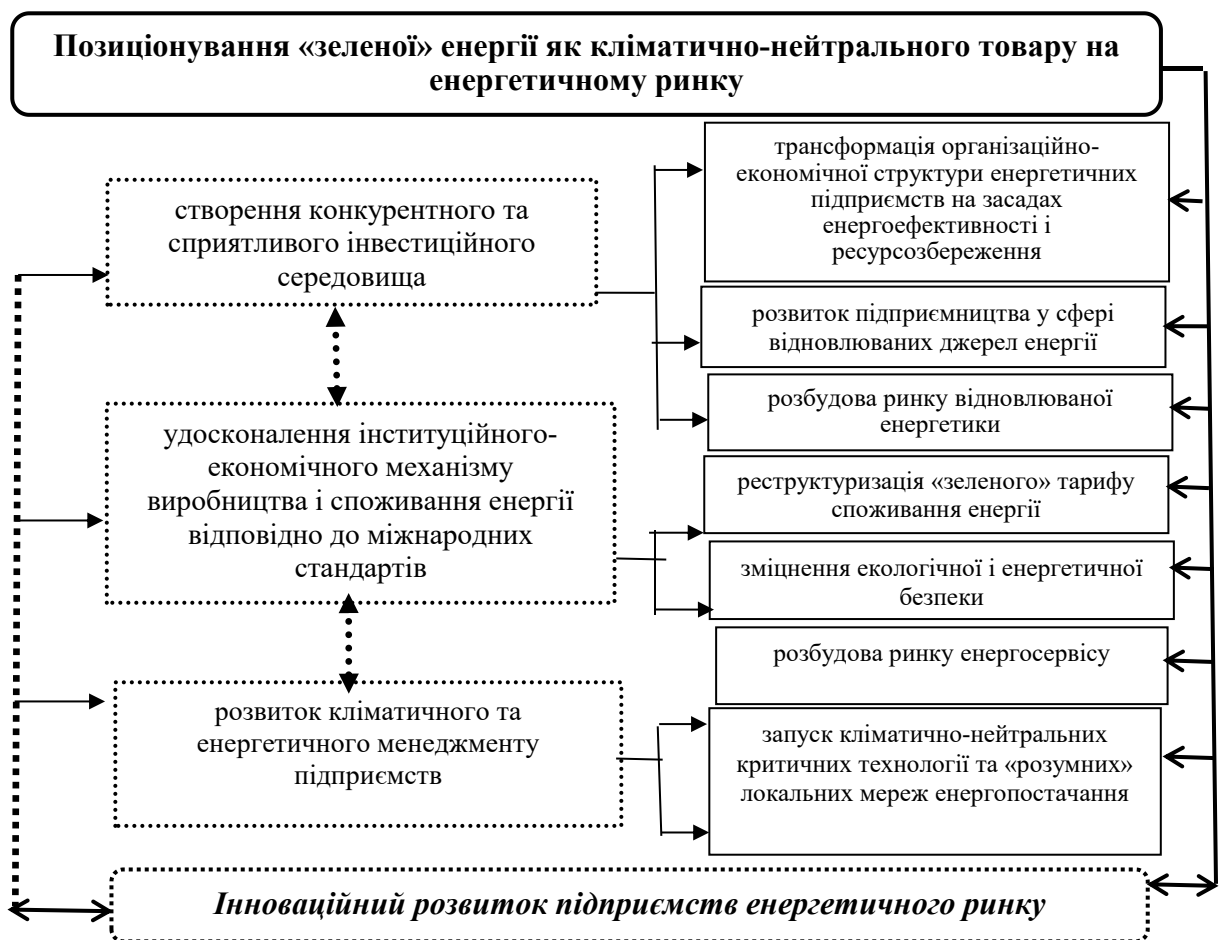 Позиціонування «зеленої» енергії як кліматично-нейтрального товару на
енергетичному ринку
створення конкурентного та
сприятливого інвестиційного
середовища
удосконалення інституційного-
економічного механізму
виробництва і споживання енергії
відповідно до міжнародних
стандартів
розвиток кліматичного та
енергетичного менеджменту
підприємств
трансформація організаційно-
економічної структури енергетичних
підприємств на засадах
енергоефективності і
ресурсозбереження
розвиток підприємництва у сфері
відновлюваних джерел енергії
розбудова ринку відновлюваної
енергетики
реструктуризація «зеленого» тарифу
споживання енергії
зміцнення екологічної і енергетичної
безпеки
розбудова ринку енергосервісу
запуск кліматично-нейтральних
критичних технології та «розумних»
локальних мереж енергопостачання
Інноваційний розвиток підприємств енергетичного ринку